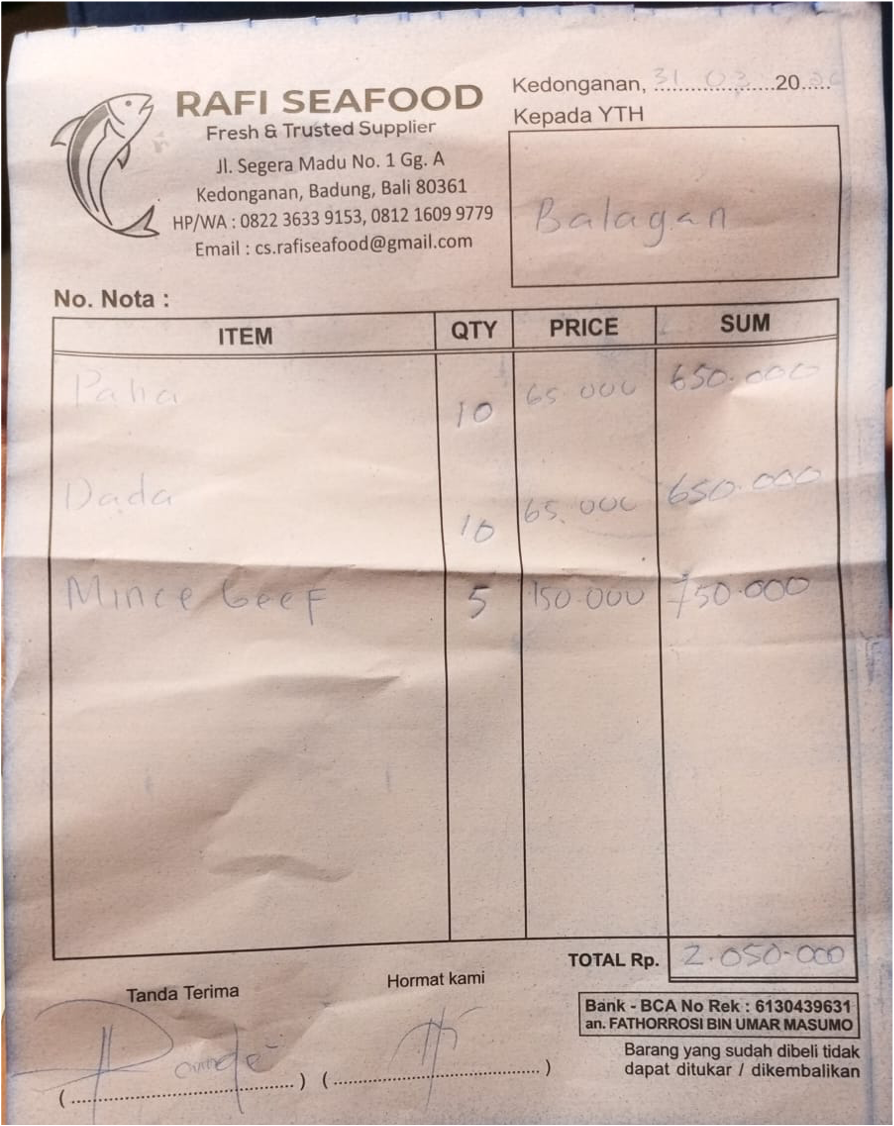 RAFI SEAFOOD
Fresh & Trusted Supplier
Jl. Segera Madu No. 1 Gg. A
Kedonganan, Badung, Bali 80361
HP/WA : 0822 3633 9153, 0812 1609 9779
Email : cs.rafiseafood@gmail.com
Kedonganan, 31.03.20
Kepada YTH
Balagan
No. Nota :
ITEM QTY PRICE SUM
Paha 10 65.000 650.000
Dada 10 65.000 650.000
Mince beef 5 150.000 750.000
TOTAL Rp. 2.050.000
Tanda Terima
Hormat kami
Bank - BCA No Rek : 6130439631
an. FATHORROSI BIN UMAR MASUMO
Barang yang sudah dibeli tidak
dapat ditukar / dikembalikan